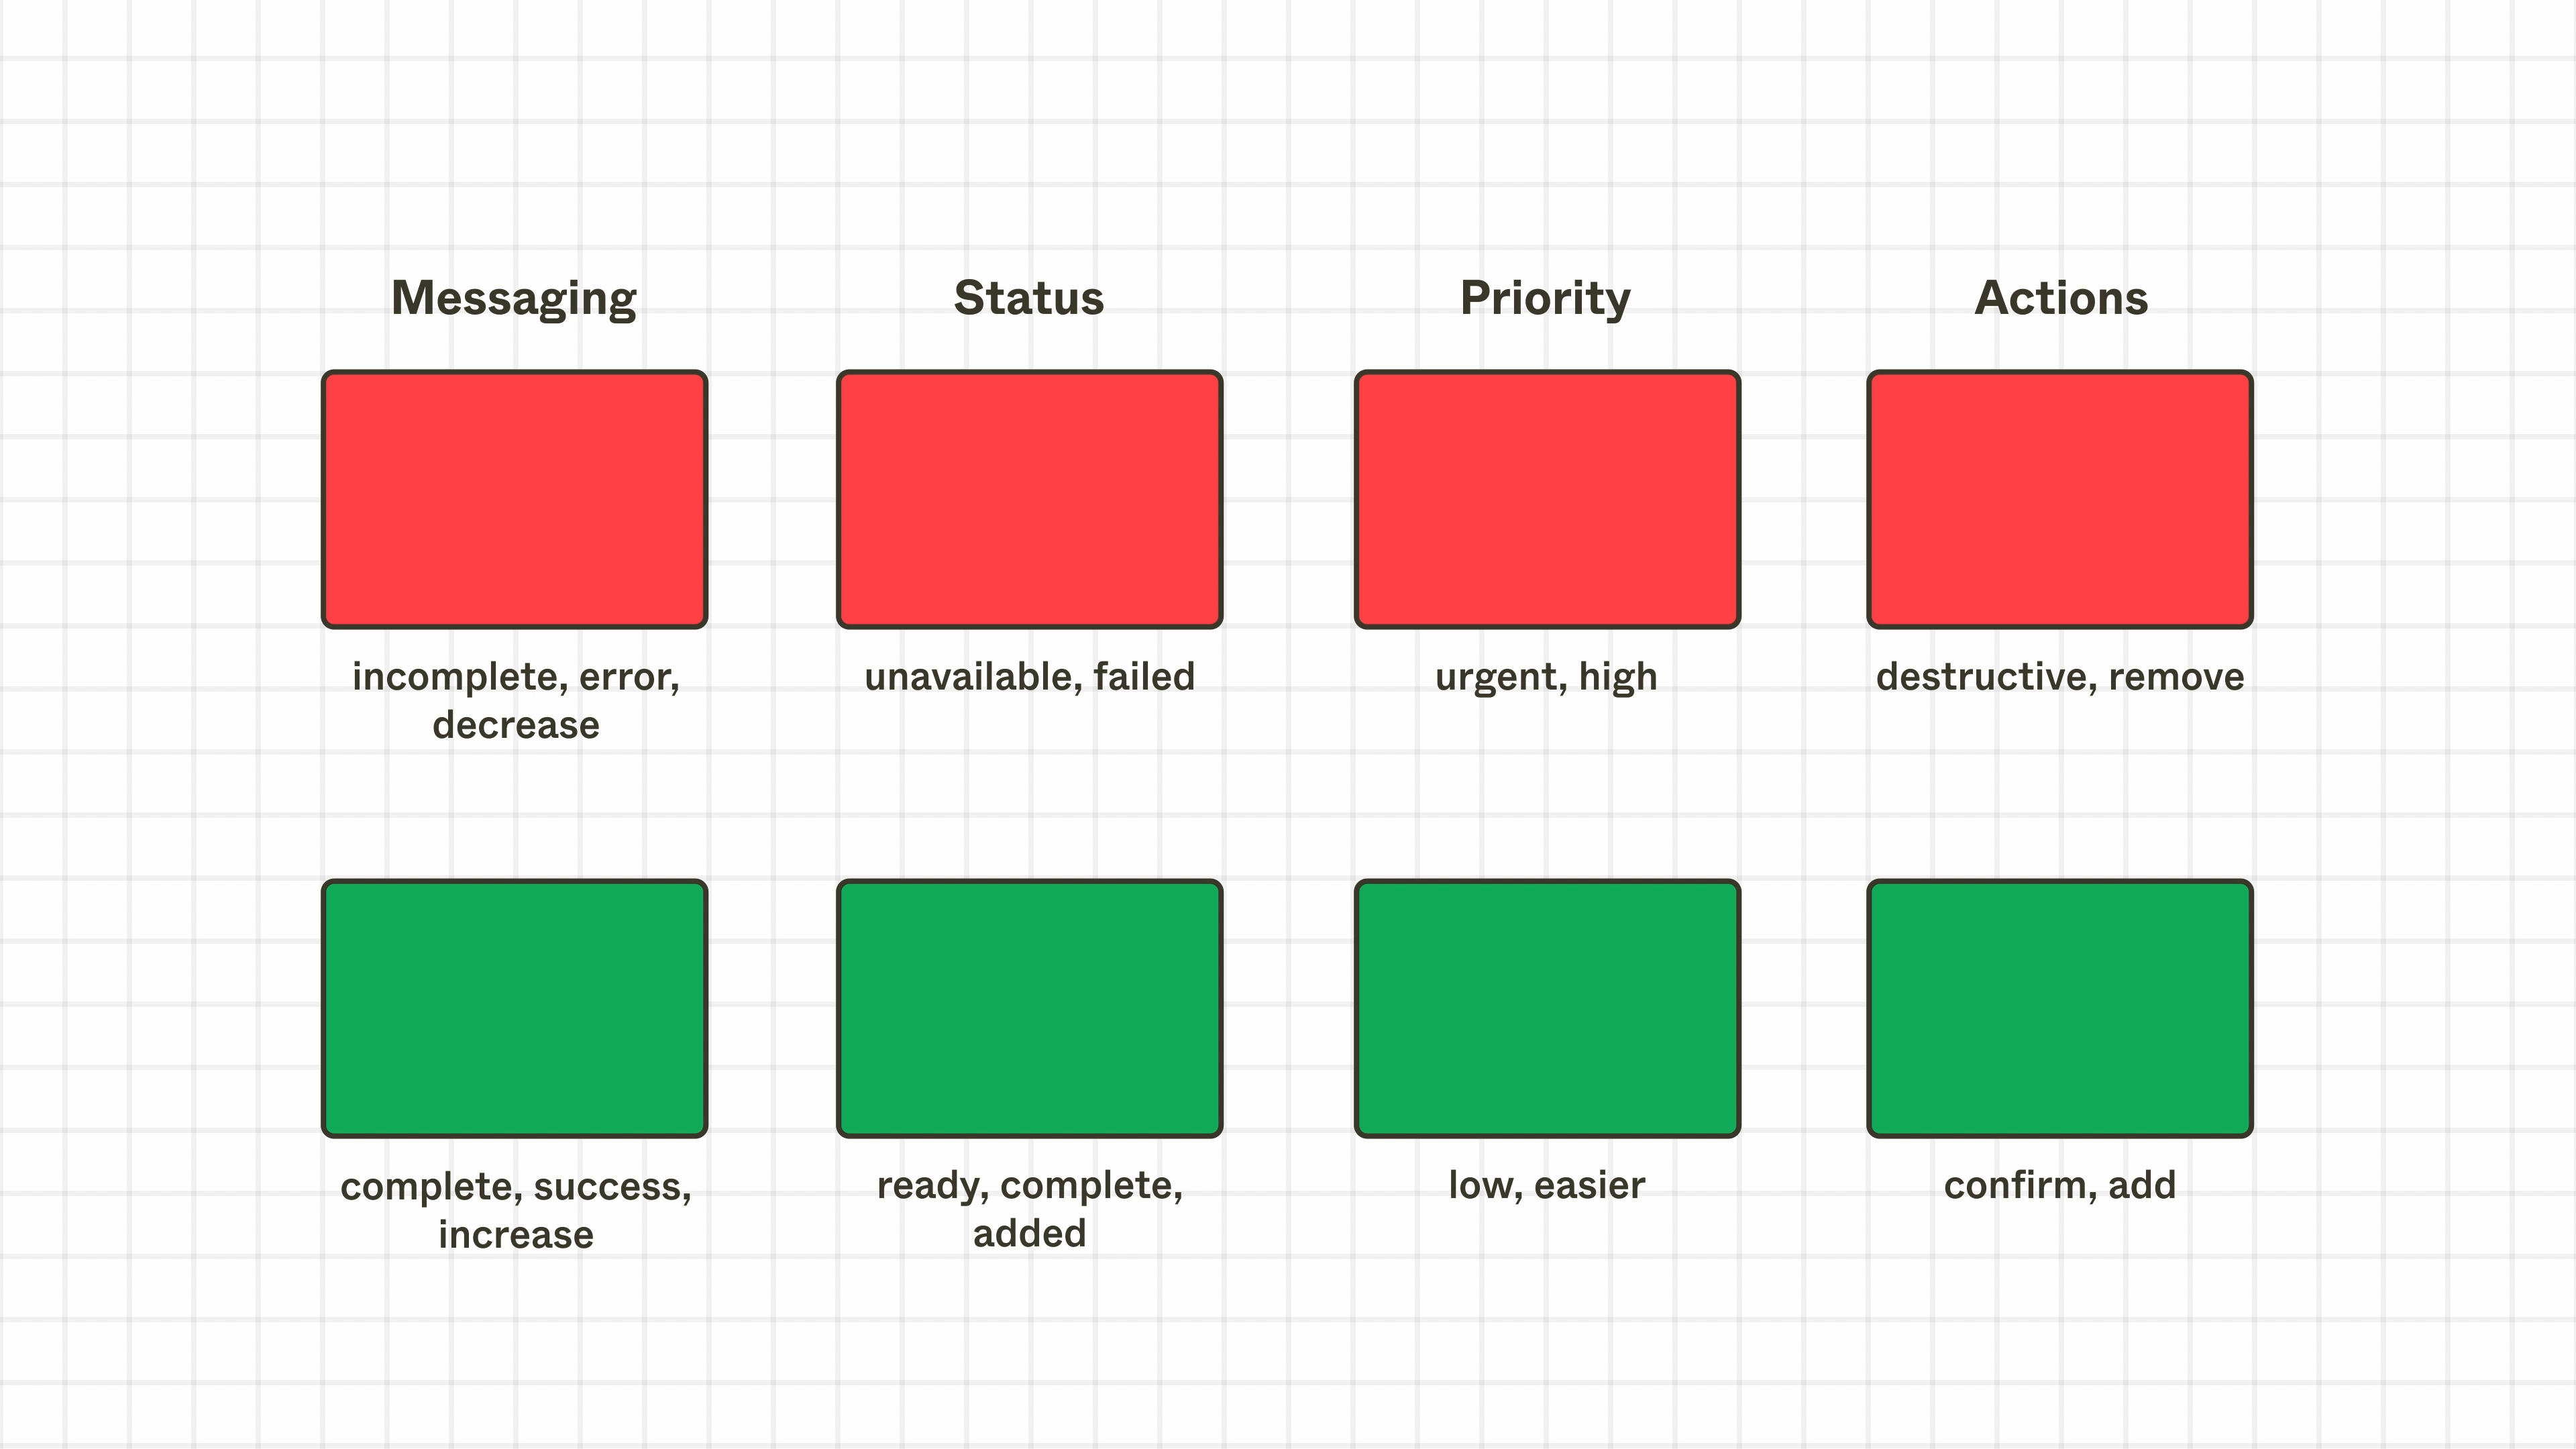 Messaging
Status
Priority
Actions
incomplete, error,
decrease
unavailable, failed
urgent, high
destructive, remove
complete, success,
increase
ready, complete,
added
low, easier
confirm, add